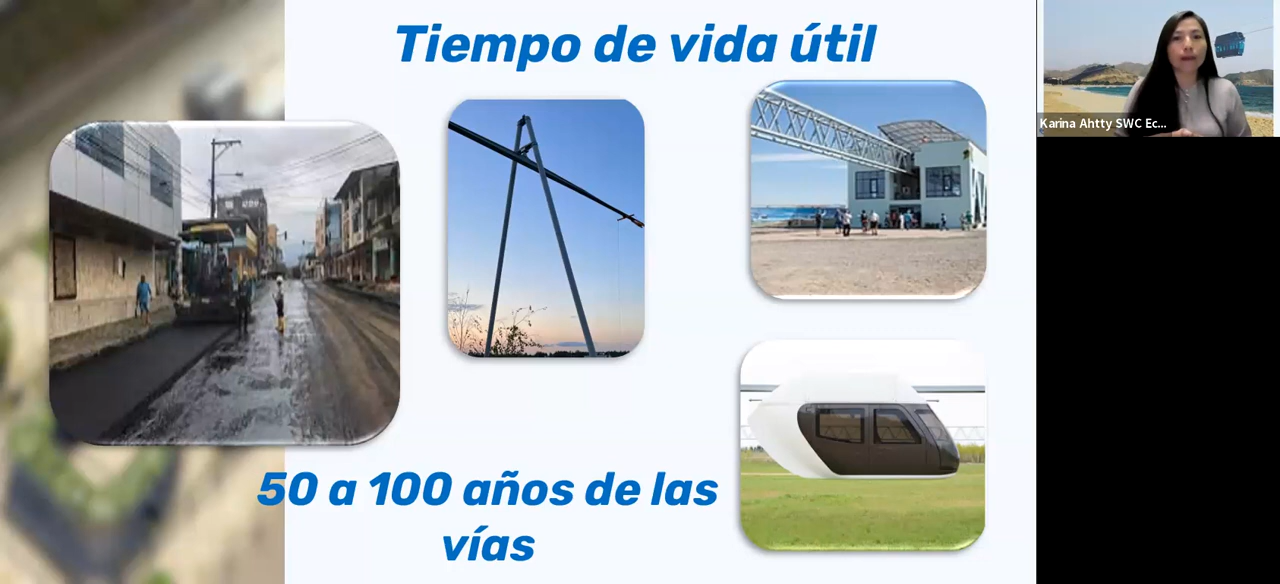 Tiempo de vida útil
Karina Ahtty SWC Ec...
50 a 100 años de las
vías